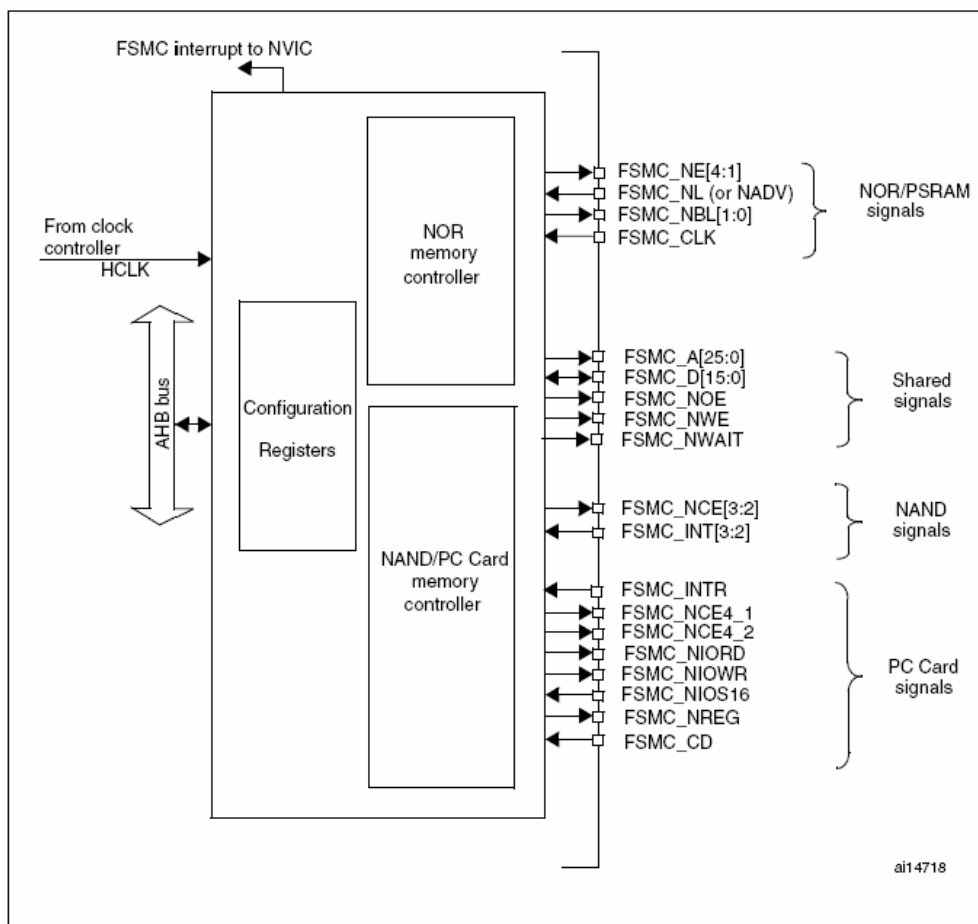 FSMC interrupt to NVIC
From clock
controller
HCLK
AHB bus
Configuration
Registers
NOR
memory
controller
NAND/PC Card
memory
controller
FSMC_NE[4:1]
FSMC_NL (or NADV)
FSMC_NBL[1:0]
FSMC_CLK
NOR/PSRAM
signals
FSMC_A[25:0]
FSMC_D[15:0]
FSMC_NOE
FSMC_NWE
FSMC_NWAIT
Shared
signals
FSMC_NCE[3:2]
FSMC_INT[3:2]
NAND
signals
FSMC_INTR
FSMC_NCE4_1
FSMC_NCE4_2
FSMC_NIORD
FSMC_NIOWR
FSMC_NIOS16
FSMC_NREG
FSMC_CD
PC Card
signals
ai14718